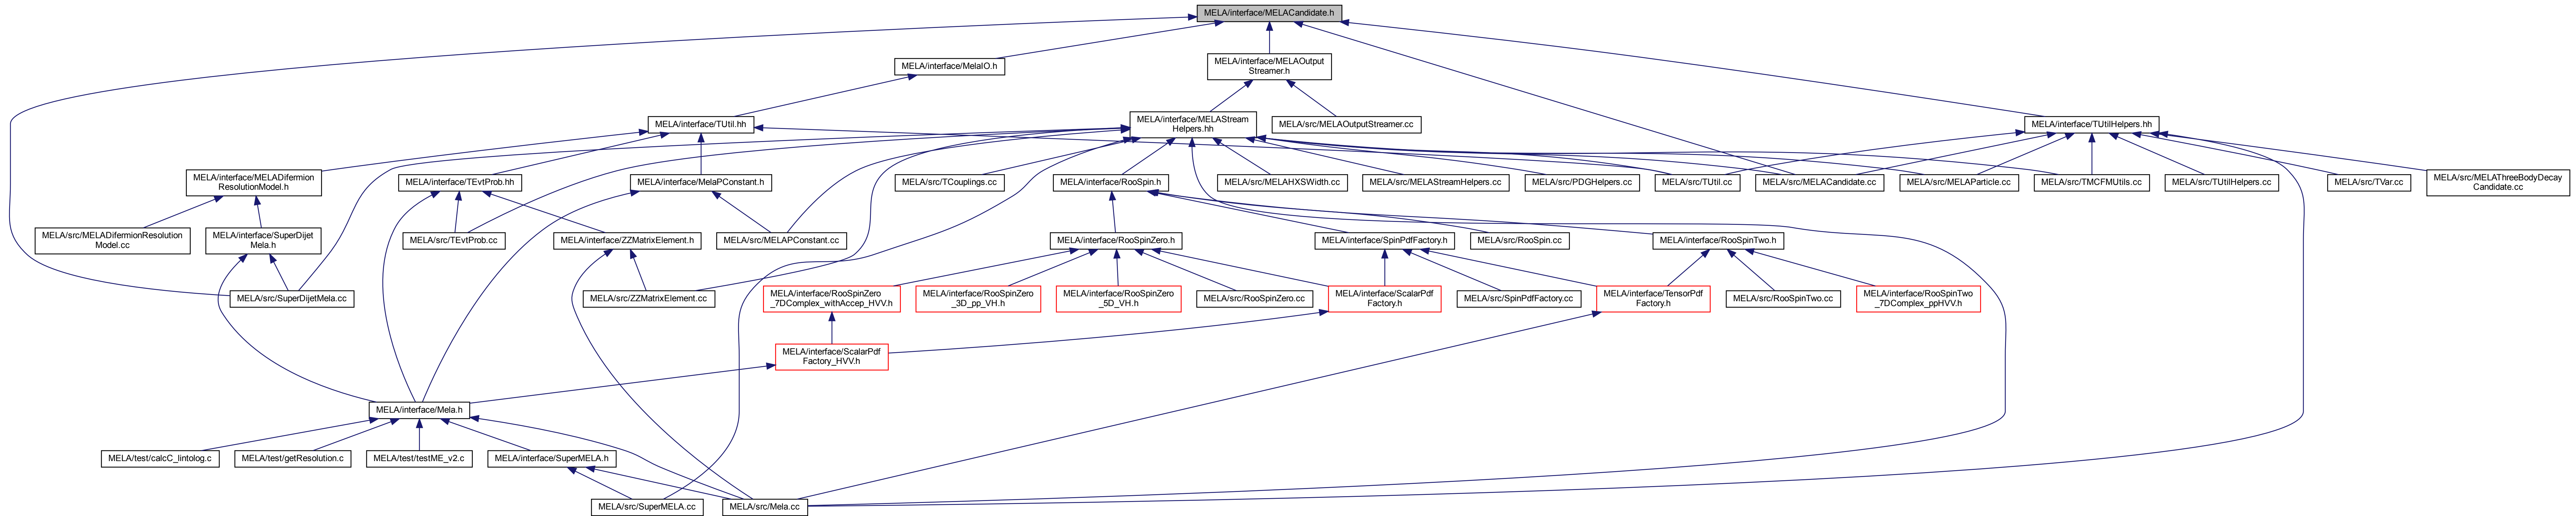 MELA/interface/MELACandidate.h
MELA/interface/MelaIO.h
MELA/interface/MELAOutput
Streamer.h
MELA/interface/TUtil.hh
MELA/interface/MELAStream
Helpers.hh
MELA/src/MELAOutputStreamer.cc
MELA/interface/TUtilHelpers.hh
MELA/interface/MELADifermion
ResolutionModel.h
MELA/interface/TEvtProb.hh
MELA/interface/MelaPConstant.h
MELA/src/TCouplings.cc
MELA/interface/RooSpin.h
MELA/src/MELAHXSWidth.cc
MELA/src/MELAStreamHelpers.cc
MELA/src/PDGHelpers.cc
MELA/src/TUtil.cc
MELA/src/MELACandidate.cc
MELA/src/MELAParticle.cc
MELA/src/TMCFMUtils.cc
MELA/src/TUtilHelpers.cc
MELA/src/TVar.cc
MELA/src/MELAThreeBodyDecay
Candidate.cc
MELA/src/MELADifermionResolution
Model.cc
MELA/interface/SuperDijet
Mela.h
MELA/src/TEvtProb.cc
MELA/interface/ZZMatrixElement.h
MELA/src/MELAPConstant.cc
MELA/interface/RooSpinZero.h
MELA/interface/SpinPdfFactory.h
MELA/src/RooSpin.cc
MELA/interface/RooSpinTwo.h
MELA/src/SuperDijetMela.cc
MELA/src/ZZMatrixElement.cc
MELA/interface/RooSpinZero
_7DComplex_withAccep_HVV.h
MELA/interface/RooSpinZero
_3D_pp_VH.h
MELA/interface/RooSpinZero
_5D_VH.h
MELA/src/RooSpinZero.cc
MELA/interface/ScalarPdf
Factory.h
MELA/src/SpinPdfFactory.cc
MELA/interface/TensorPdf
Factory.h
MELA/src/RooSpinTwo.cc
MELA/interface/RooSpinTwo
_7DComplex_ppHVV.h
MELA/interface/ScalarPdf
Factory_HVV.h
MELA/interface/Mela.h
MELA/test/calcC_lintolog.c
MELA/test/getResolution.c
MELA/test/testME_v2.c
MELA/interface/SuperMELA.h
MELA/src/SuperMELA.cc
MELA/src/Mela.cc